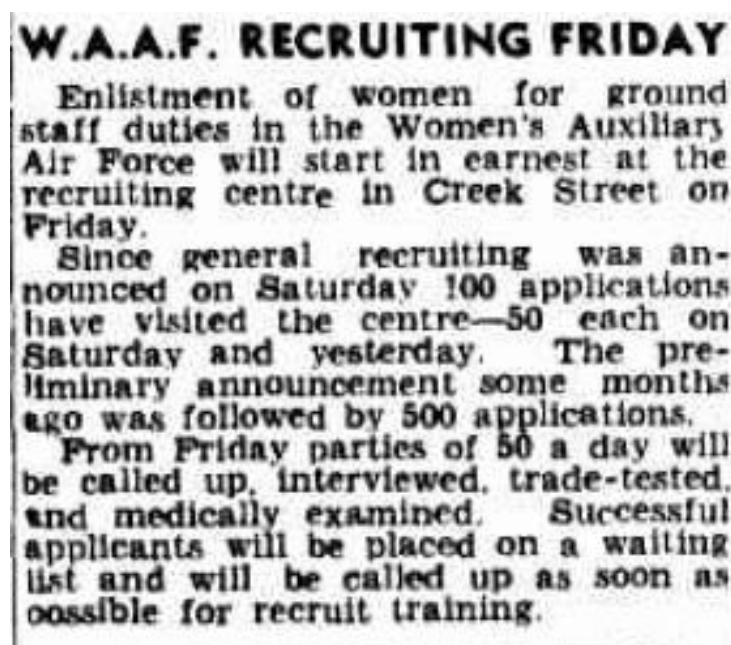 W.A.A.F. RECRUITING FRIDAY
Enlistment of women for ground
staff duties in the Women's Auxiliary
Air Force will start in earnest at the
recruiting centre in Creek Street on
Friday.
Since general recruiting was an-
nounced on Saturday 100 applications
have visited the centre—50 each on
Saturday and yesterday. The pre-
liminary announcement some months
ago was followed by 500 applications.
From Friday parties of 50 a day will
be called up, interviewed, trade-tested,
and medically examined. Successful
applicants will be placed on a waiting
list and will be called up as soon as
possible for recruit training.